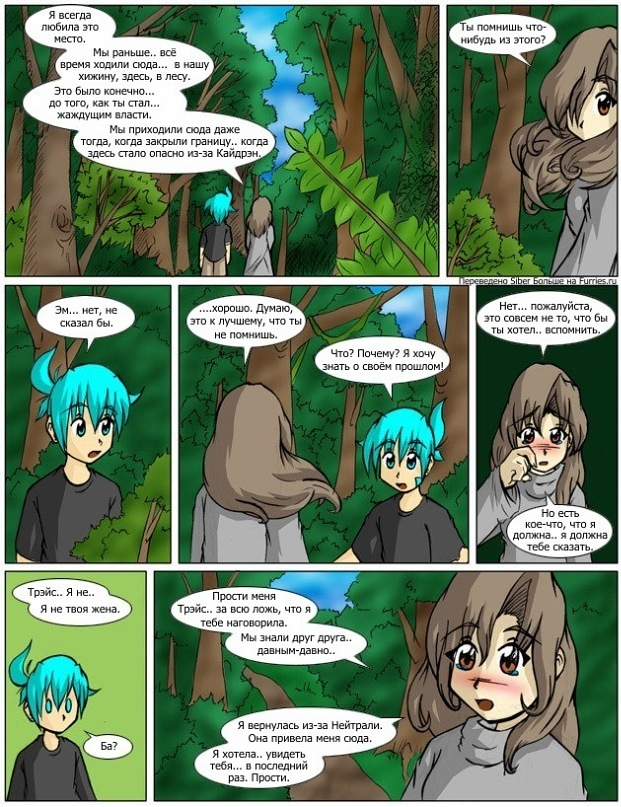 Я всегда
любила это
место.
Мы раньше.. всё
время ходили сюда... в нашу
хижину, здесь, в лесу.
Это было конечно...
до того, как ты стал...
жаждущим власти.
Мы приходили сюда даже
тогда, когда закрыли границу.. когда
здесь стало опасно из-за Кайдрэн.
Ты помнишь что-
нибудь из этого?
Переведено Siber Больше на Furries.ru
Эм... нет, не
сказал бы.
....хорошо. Думаю,
это к лучшему, что ты
не помнишь.
Что? Почему? Я хочу
знать о своём прошлом!
Нет... пожалуйста,
это совсем не то, что бы
ты хотел.. вспомнить.
Но есть
кое-что, что я
должна.. я должна
тебе сказать.
Трэйс.. Я не..
Я не твоя жена.
Ба?
Прости меня
Трэйс.. за всю ложь, что я
тебе наговорила.
Мы знали друг друга..
давным-давно..
Я вернулась из-за Нейтрали.
Она привела меня сюда.
Я хотела.. увидеть
тебя... в последний
раз. Прости.